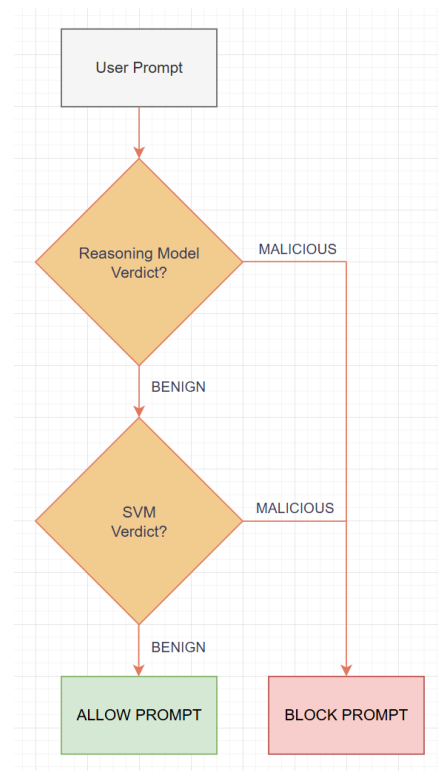 User Prompt
Reasoning Model
Verdict?
MALICIOUS
BENIGN
SVM
Verdict?
MALICIOUS
BENIGN
ALLOW PROMPT
BLOCK PROMPT